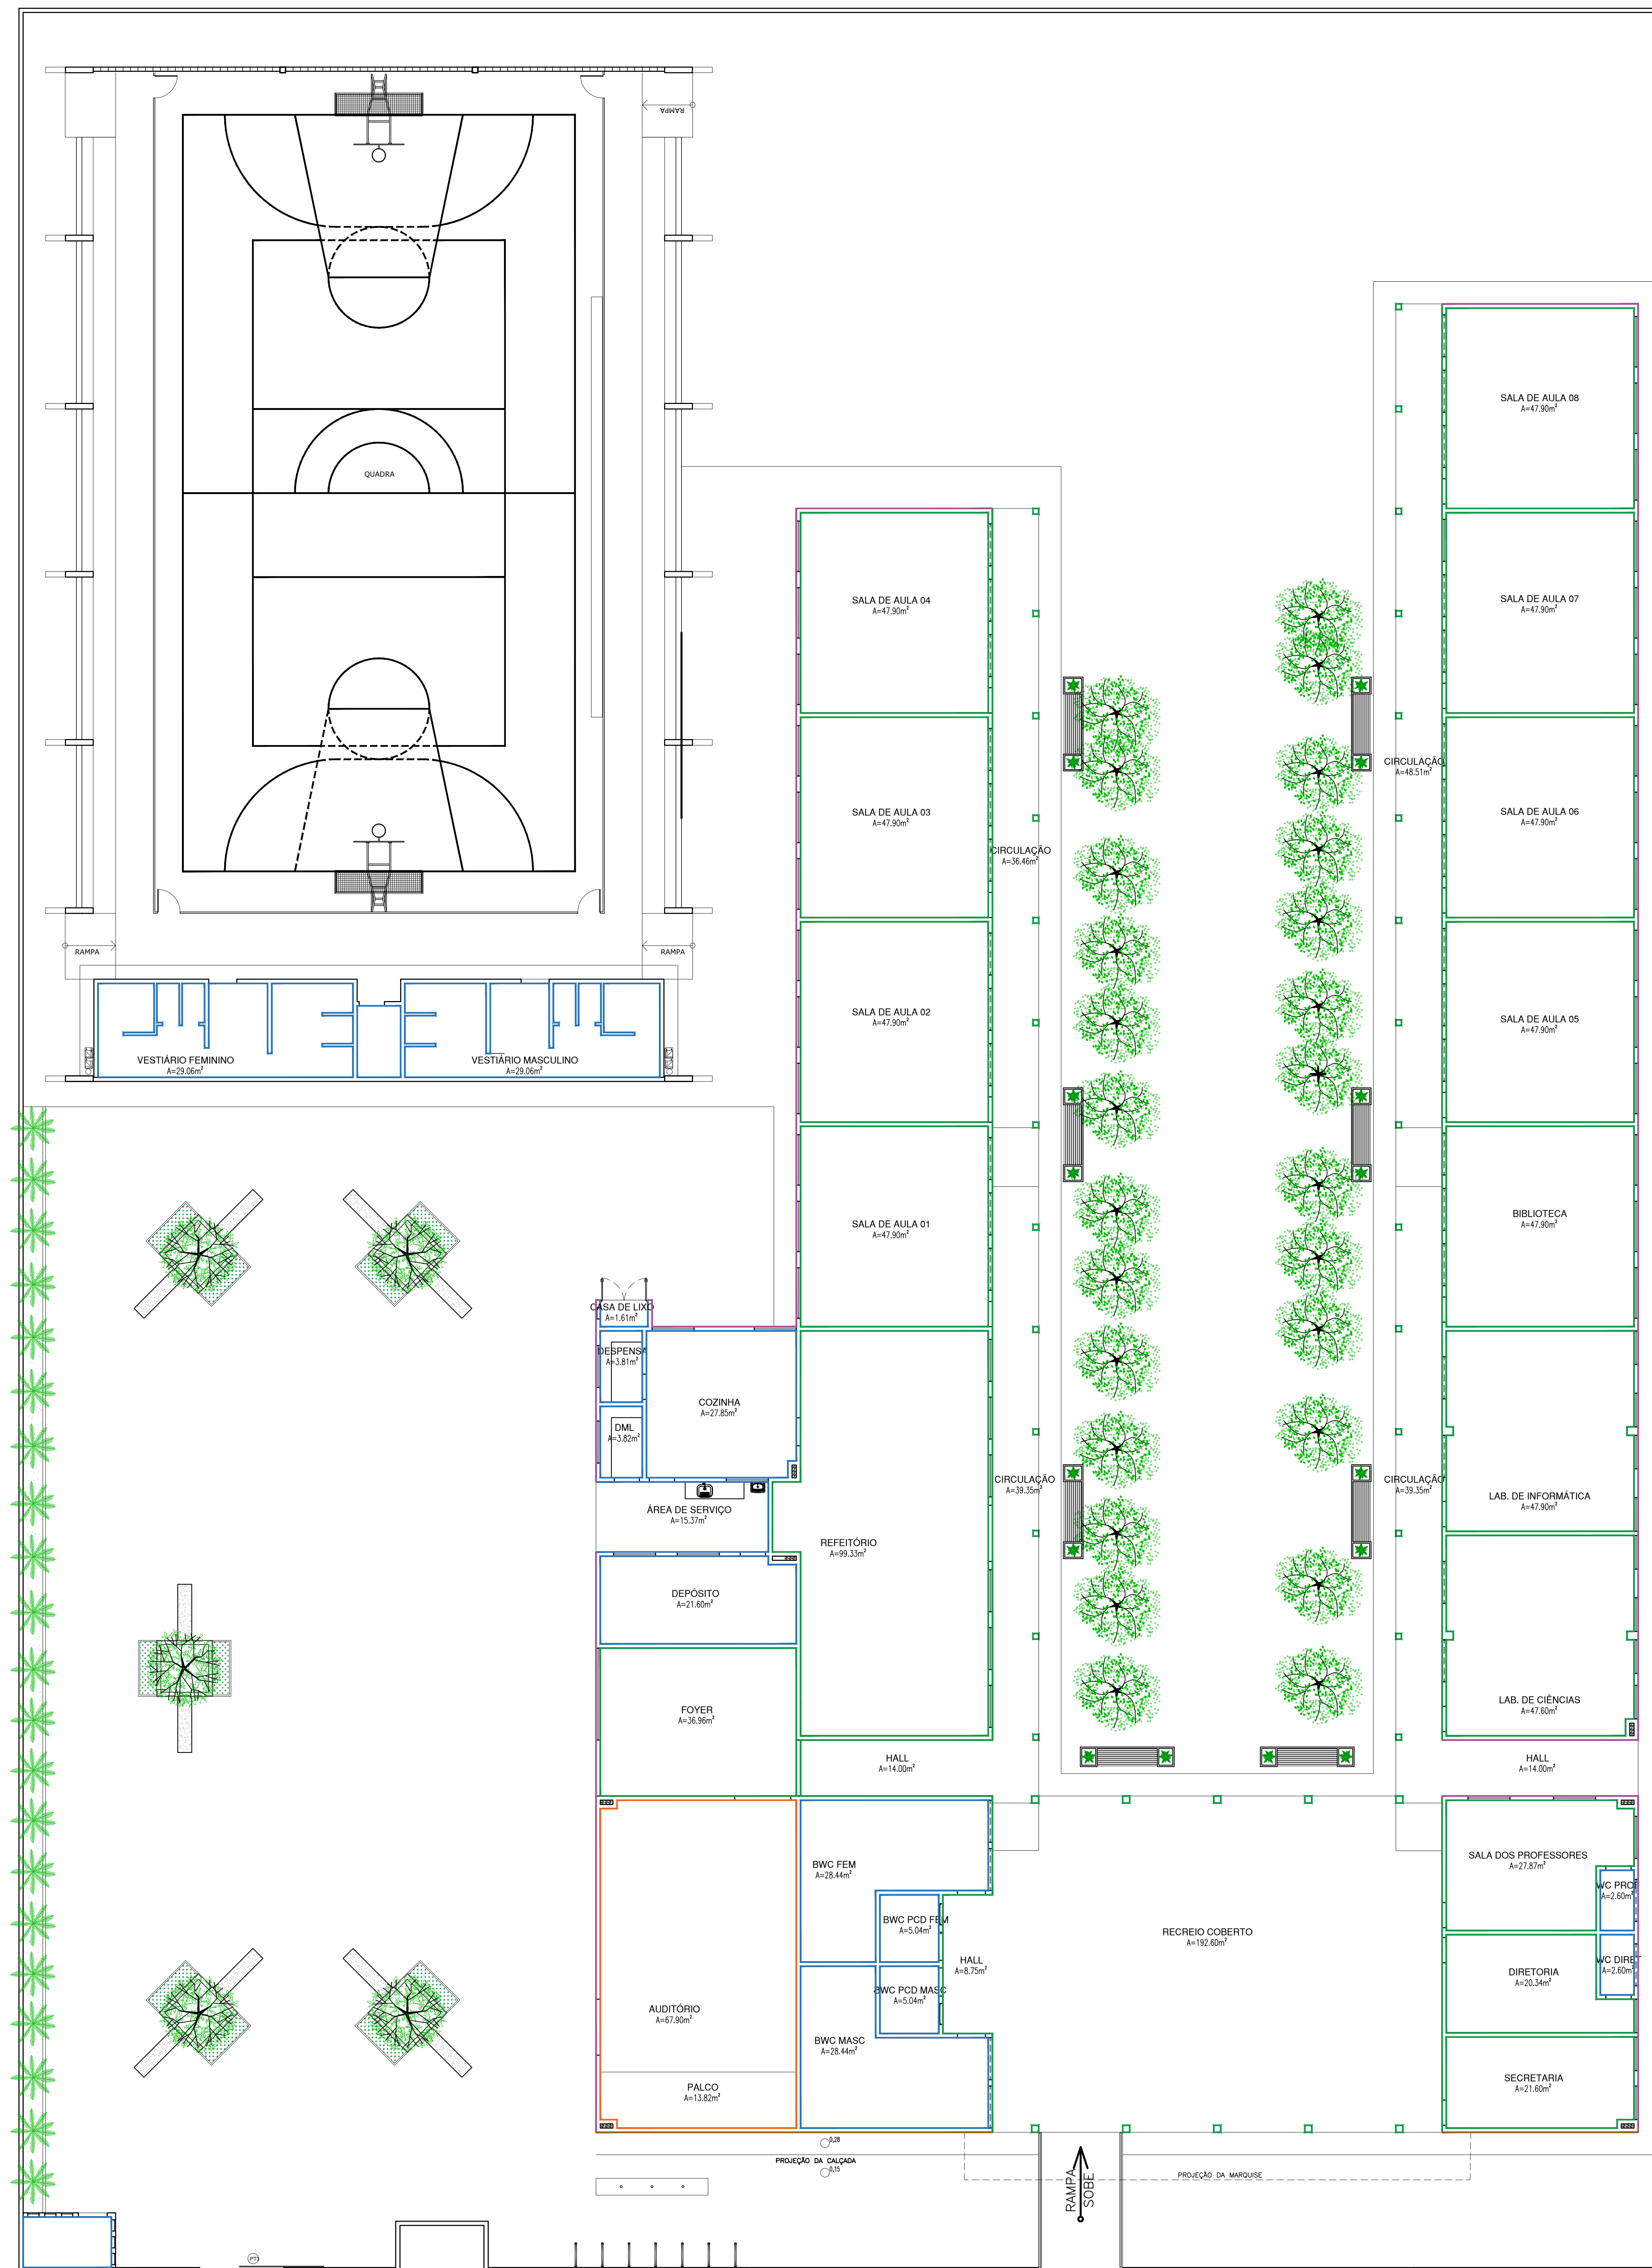 RAMPA
SALA DE AULA 08
A=47.90m²
QUADRA
SALA DE AULA 04
A=47.90m²
SALA DE AULA 07
A=47.90m²
CIRCULAÇÃO
A=48.51m²
SALA DE AULA 03
A=47.90m²
SALA DE AULA 06
A=47.90m²
CIRCULAÇÃO
A=36.46m²
RAMPA
RAMPA
SALA DE AULA 02
A=47.90m²
SALA DE AULA 05
A=47.90m²
VESTIÁRIO FEMININO
A=29.06m²
VESTIÁRIO MASCULINO
A=29.06m²
SALA DE AULA 01
A=47.90m²
BIBLIOTECA
A=47.90m²
CASA DE LIXO
A=1.61m²
DESPENSA
A=3.81m²
COZINHA
A=27.85m²
DML
A=3.82m²
CIRCULAÇÃO
A=39.35m²
CIRCULAÇÃO
A=39.35m²
LAB. DE INFORMÁTICA
A=47.90m²
ÁREA DE SERVIÇO
A=15.37m²
REFEITÓRIO
A=99.33m²
DEPÓSITO
A=21.60m²
FOYER
A=36.96m²
LAB. DE CIÊNCIAS
A=47.60m²
HALL
A=14.00m²
HALL
A=14.00m²
BWC FEM
A=28.44m²
SALA DOS PROFESSORES
A=27.87m²
WC PROF
A=2.60m²
BWC PCD FEM
A=5.04m²
RECREIO COBERTO
A=192.60m²
HALL
A=8.75m²
WC DIRET
A=2.60m²
DIRETORIA
A=20.34m²
BWC PCD MASC
A=5.04m²
AUDITÓRIO
A=67.90m²
BWC MASC
A=28.44m²
PALCO
A=13.82m²
SECRETARIA
A=21.60m²
0,28
PROJEÇÃO DA CALÇADA
0,15
PROJEÇÃO DA MARQUISE
RAMPA
SOBE
PT3